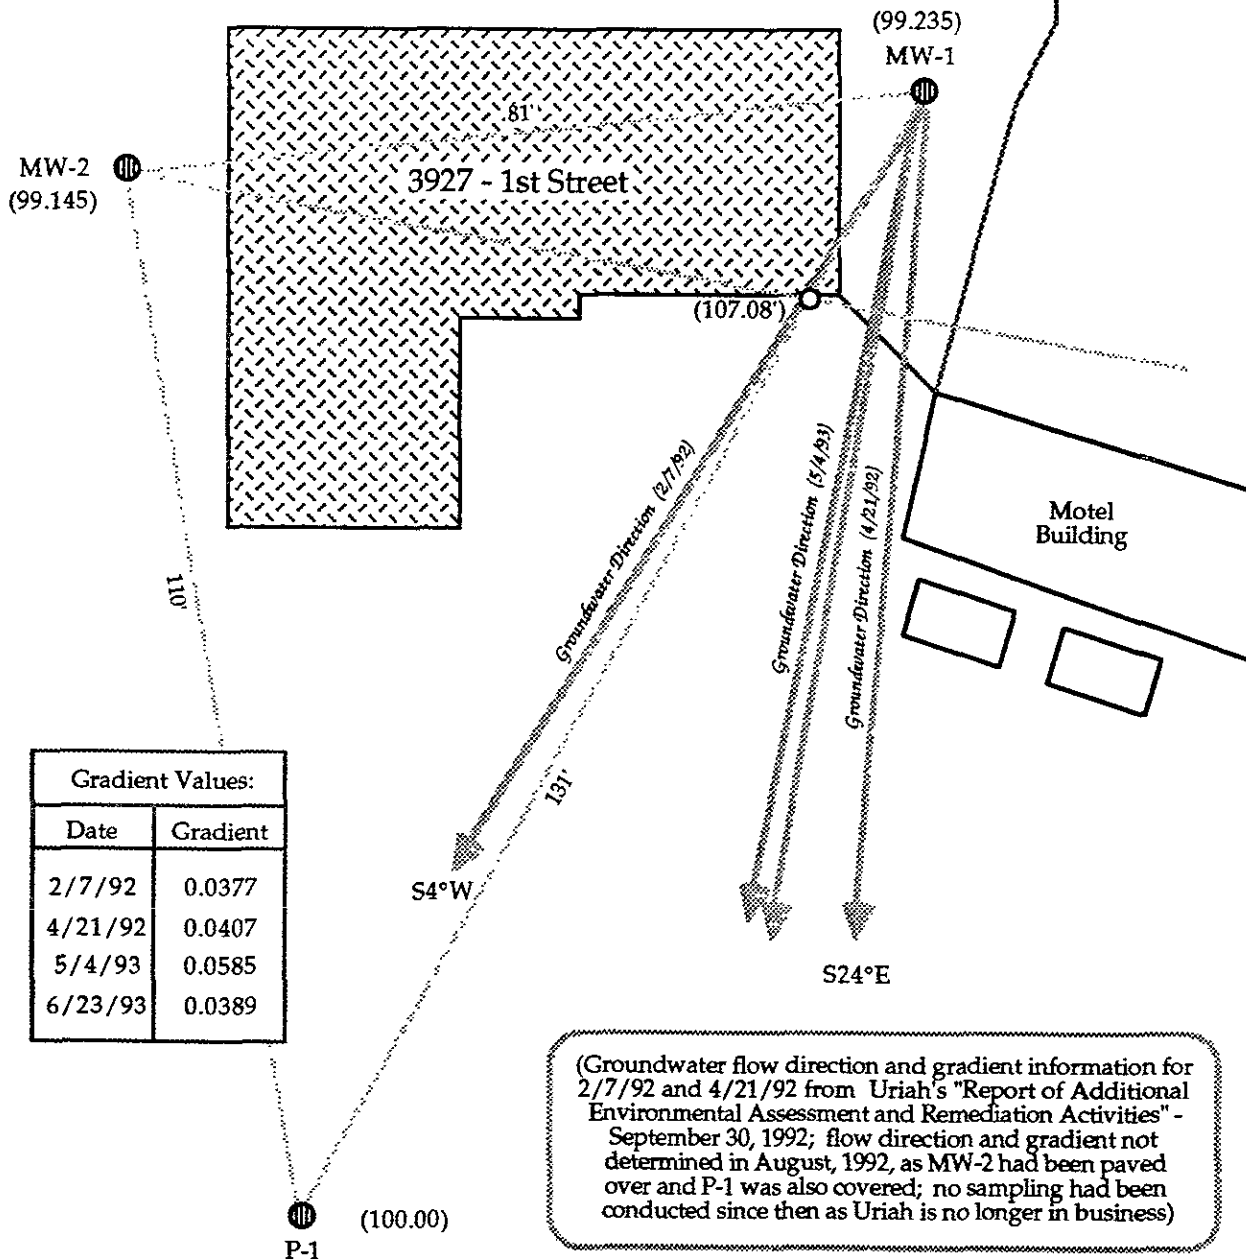 (99.235)
MW-1
81'
MW-2
(99.145)
3927 - 1st Street
(107.08')
Groundwater Direction (2/7/92)
Groundwater Direction (5/4/93)
Groundwater Direction (4/21/92)
Motel
Building
110'
131'
Gradient Values:
Date Gradient
2/7/92 0.0377
4/21/92 0.0407
5/4/93 0.0585
6/23/93 0.0389
S4°W
S24°E
(Groundwater flow direction and gradient information for
2/7/92 and 4/21/92 from Uriah's "Report of Additional
Environmental Assessment and Remediation Activities" -
September 30, 1992; flow direction and gradient not
determined in August, 1992, as MW-2 had been paved
over and P-1 was also covered; no sampling had been
conducted since then as Uriah is no longer in business)
(100.00)
P-1